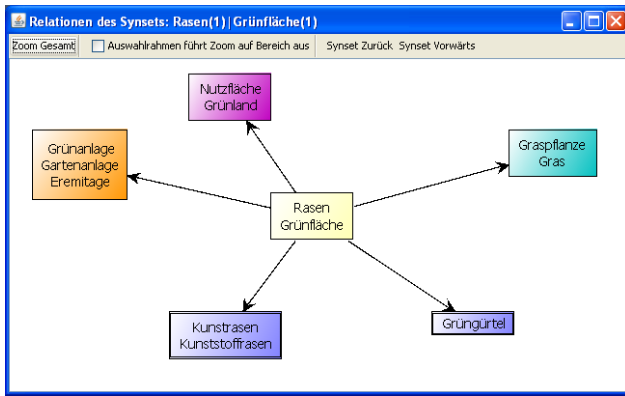 Relationen des Synsets: Rasen(1)|Grünfläche(1)
Zoom Gesamt Auswahlrahmen führt Zoom auf Bereich aus Synset Zurück Synset Vorwärts
Nutzfläche
Grünland
Grünanlage
Gartenanlage
Eremitage
Graspflanze
Gras
Rasen
Grünfläche
Kunstrasen
Kunststoffrasen
Grüngürtel